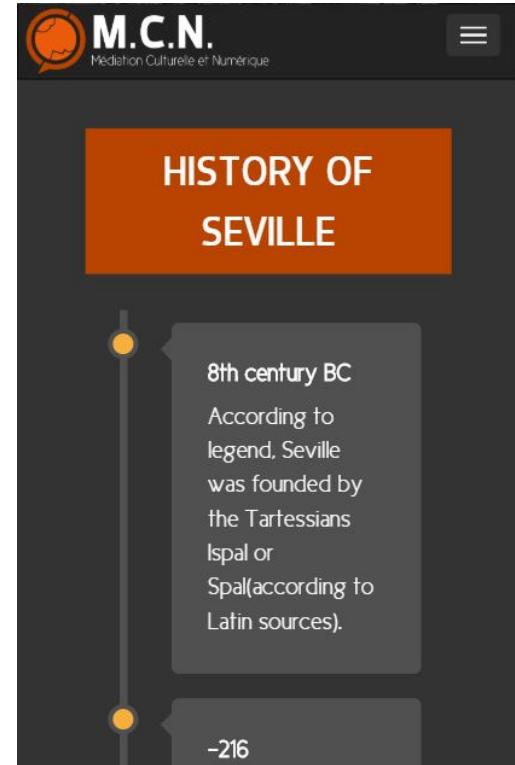 M.C.N.
Médiation Culturelle et Numérique
HISTORY OF
SEVILLE
8th century BC
According to
legend, Seville
was founded by
the Tartessians
Ispal or
Spal(according to
Latin sources).
-216